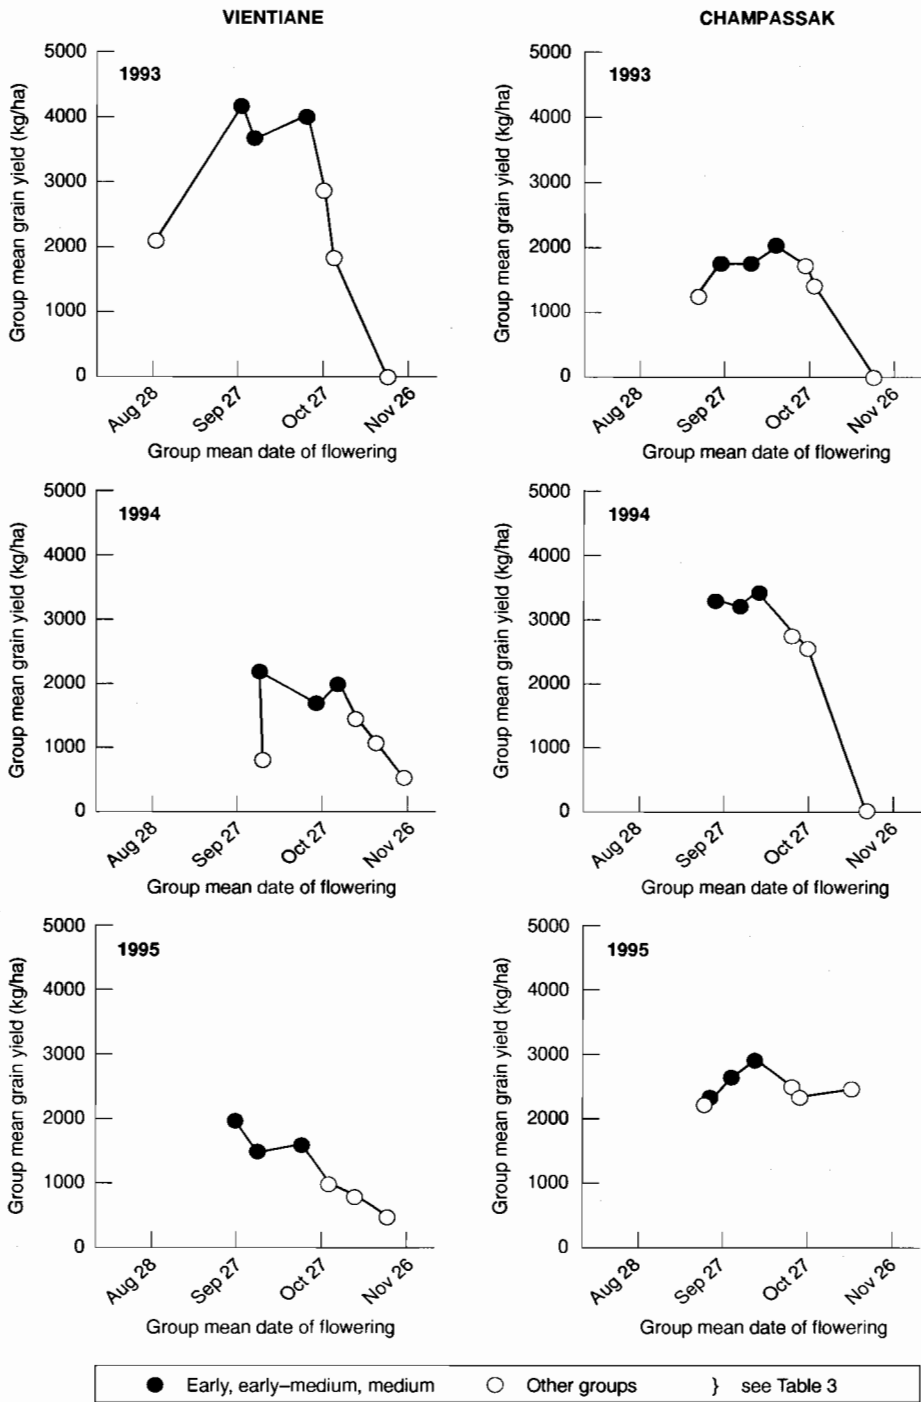 VIENTIANE
CHAMPASSAK
1993
Group mean grain yield (kg/ha)
5000
4000
3000
2000
1000
0
Aug 28
Sep 27
Oct 27
Nov 26
Group mean date of flowering
1993
Group mean grain yield (kg/ha)
5000
4000
3000
2000
1000
0
Aug 28
Sep 27
Oct 27
Nov 26
Group mean date of flowering
1994
Group mean grain yield (kg/ha)
5000
4000
3000
2000
1000
0
Aug 28
Sep 27
Oct 27
Nov 26
Group mean date of flowering
1994
Group mean grain yield (kg/ha)
5000
4000
3000
2000
1000
0
Aug 28
Sep 27
Oct 27
Nov 26
Group mean date of flowering
1995
Group mean grain yield (kg/ha)
5000
4000
3000
2000
1000
0
Aug 28
Sep 27
Oct 27
Nov 26
Group mean date of flowering
1995
Group mean grain yield (kg/ha)
5000
4000
3000
2000
1000
0
Aug 28
Sep 27
Oct 27
Nov 26
Group mean date of flowering
Early, early–medium, medium Other groups } see Table 3